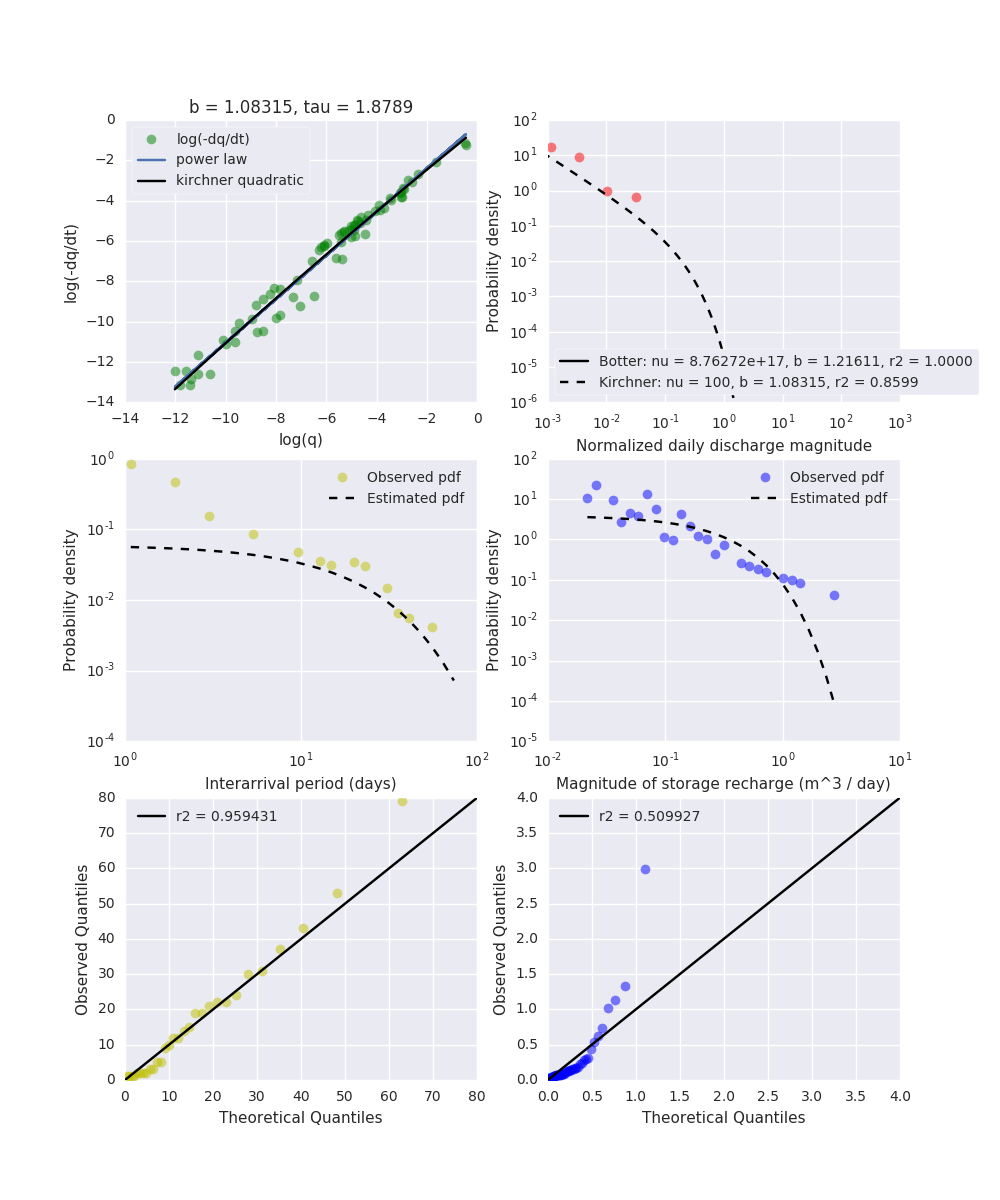 b = 1.08315, tau = 1.8789
log(-dq/dt)
0
−2
−4
−6
−8
−10
−12
−14
log(-dq/dt)
power law
kirchner quadratic
−14 −12 −10 −8 −6 −4 −2 0
log(q)
Probability density
10^2
10^1
10^0
10^-1
10^-2
10^-3
10^-4
10^-5
10^-6
Botter: nu = 8.76272e+17, b = 1.21611, r2 = 1.0000
Kirchner: nu = 100, b = 1.08315, r2 = 0.8599
10^-3 10^-2 10^-1 10^0 10^1 10^2 10^3
Normalized daily discharge magnitude
Probability density
10^0
10^-1
10^-2
10^-3
10^-4
Observed pdf
Estimated pdf
10^0 10^1 10^2
Interarrival period (days)
Probability density
10^2
10^1
10^0
10^-1
10^-2
10^-3
10^-4
10^-5
Observed pdf
Estimated pdf
10^-2 10^-1 10^0 10^1
Magnitude of storage recharge (m^3 / day)
Observed Quantiles
80
70
60
50
40
30
20
10
0
r2 = 0.959431
0 10 20 30 40 50 60 70 80
Theoretical Quantiles
Observed Quantiles
4.0
3.5
3.0
2.5
2.0
1.5
1.0
0.5
0.0
r2 = 0.509927
0.0 0.5 1.0 1.5 2.0 2.5 3.0 3.5 4.0
Theoretical Quantiles